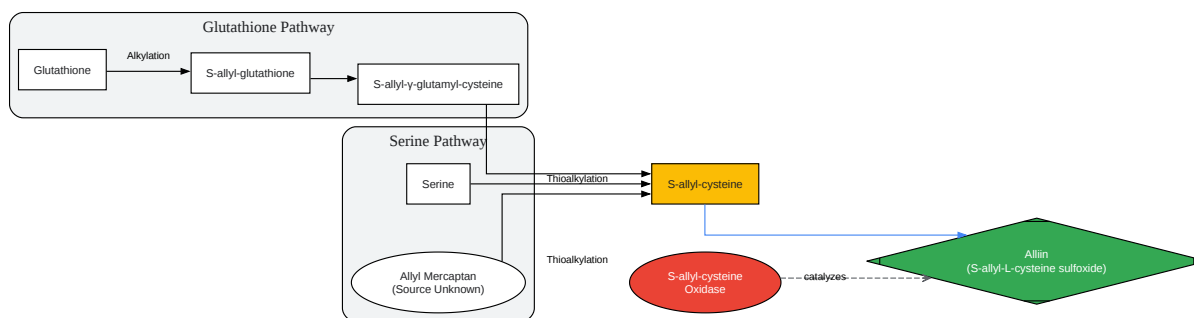 Glutathione Pathway
Glutathione
Alkylation
S-allyl-glutathione
S-allyl-γ-glutamyl-cysteine
Serine Pathway
Serine
Thioalkylation
S-allyl-cysteine
Allyl Mercaptan
(Source Unknown)
Thioalkylation
S-allyl-cysteine
Oxidase
catalyzes
Alliin
(S-allyl-L-cysteine sulfoxide)